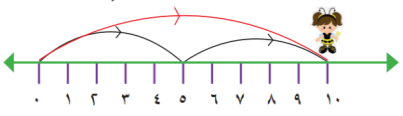 ٠ ١ ٢ ٣ ٤ ٥ ٦ ٧ ٨ ٩ ١٠